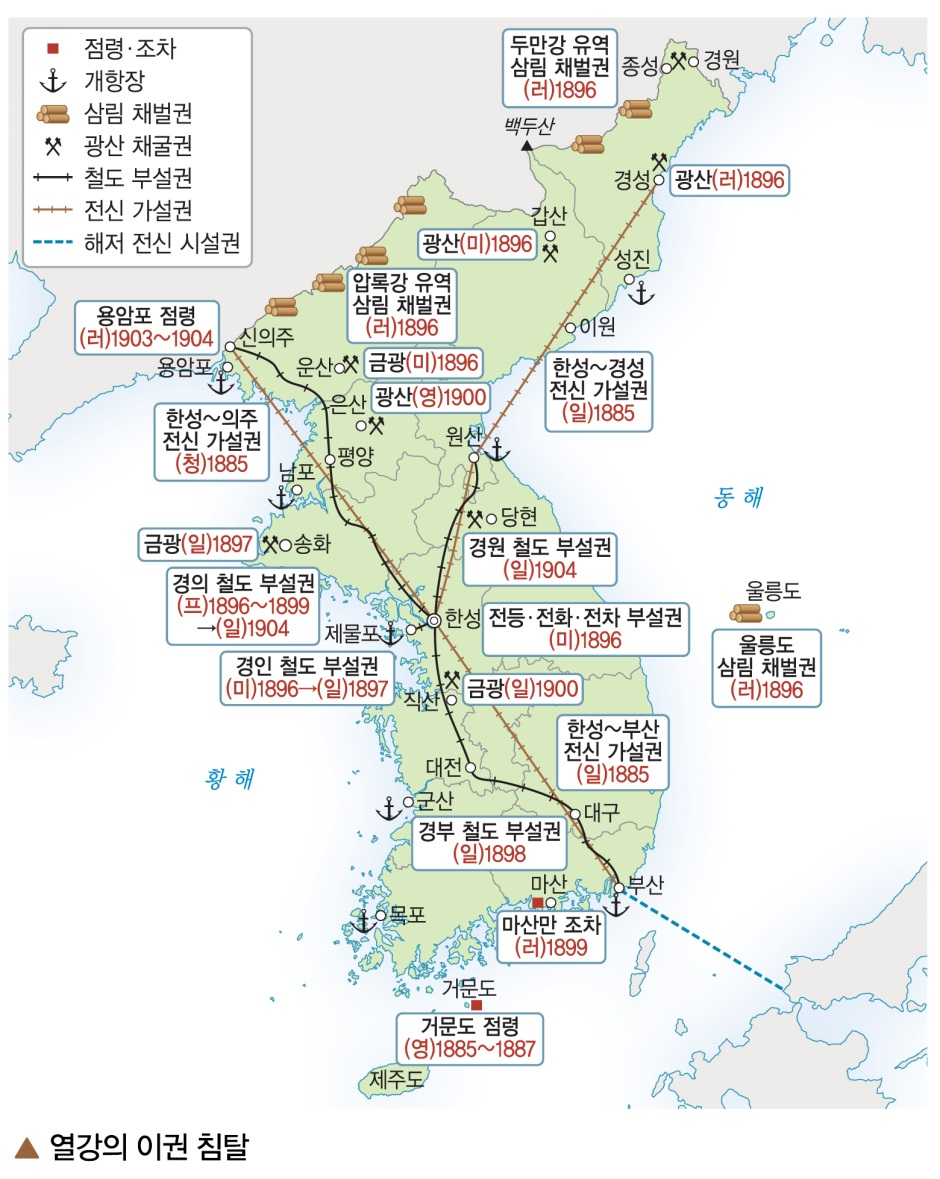 점령·조차
개항장
삼림 채벌권
광산 채굴권
철도 부설권
전신 가설권
해저 전신 시설권
두만강 유역
삼림 채벌권
(러)1896
종성
경원
백두산
경성
광산(러)1896
갑산
광산(미)1896
성진
압록강 유역
삼림 채벌권
(러)1896
용암포 점령
(러)1903~1904
신의주
용암포
이원
운산
금광(미)1896
은산
광산(영)1900
한성~경성
전신 가설권
(일)1885
한성~의주
전신 가설권
(청)1885
원산
평양
남포
동해
당현
금광(일)1897
송화
경원 철도 부설권
(일)1904
경의 철도 부설권
(프)1896~1899
→(일)1904
제물포
한성
전등·전화·전차 부설권
(미)1896
울릉도
울릉도
삼림 채벌권
(러)1896
경인 철도 부설권
(미)1896→(일)1897
직산
금광(일)1900
한성~부산
전신 가설권
(일)1885
황해
대전
군산
대구
경부 철도 부설권
(일)1898
마산
부산
목포
마산만 조차
(러)1899
거문도
거문도 점령
(영)1885~1887
제주도
▲ 열강의 이권 침탈